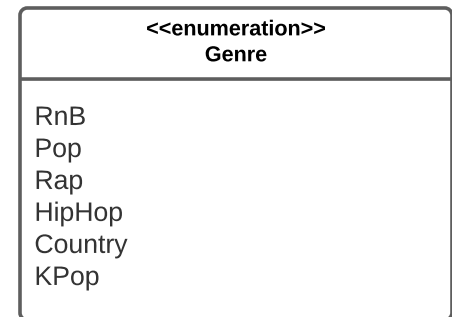 <<enumeration>>
Genre
RnB
Pop
Rap
HipHop
Country
KPop